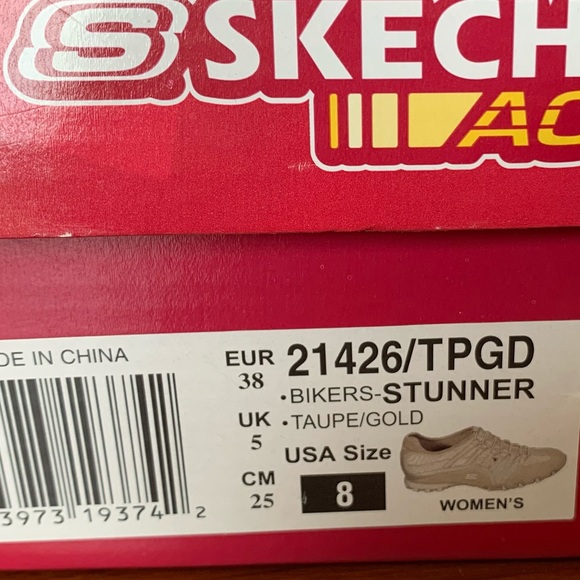 S SKECH
AC
DE IN CHINA
EUR 38
UK 5
CM 25
21426/TPGD
•BIKERS-STUNNER
•TAUPE/GOLD
USA Size
8
WOMEN'S
3973 19374 2